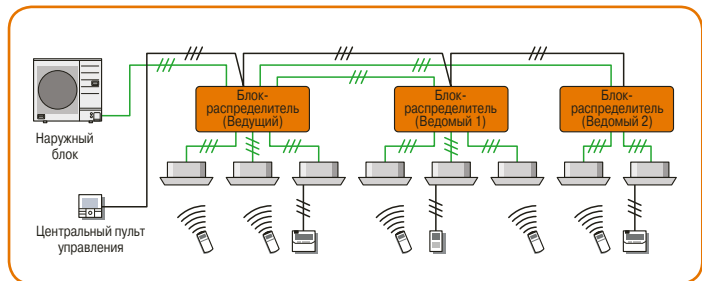 Блок-
распределитель
(Ведущий)
Блок-
распределитель
(Ведомый 1)
Блок-
распределитель
(Ведомый 2)
Наружный
блок
Центральный пульт
управления